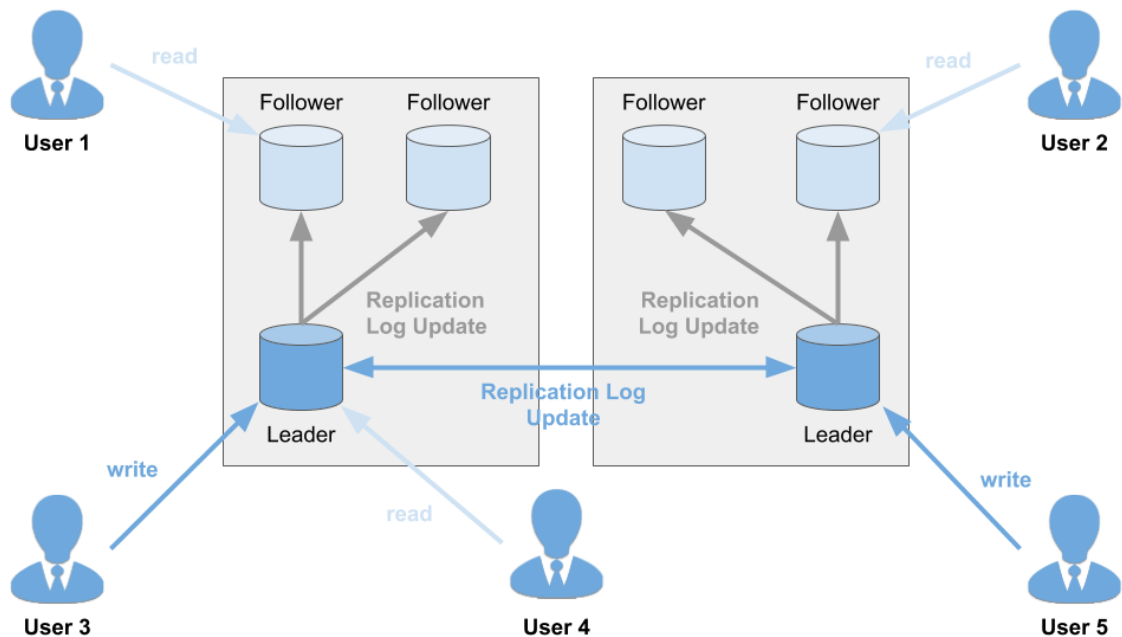 read
read
User 1
User 2
Follower
Follower
Follower
Follower
Replication
Log Update
Replication
Log Update
Replication Log
Update
Leader
Leader
write
read
write
User 3
User 4
User 5